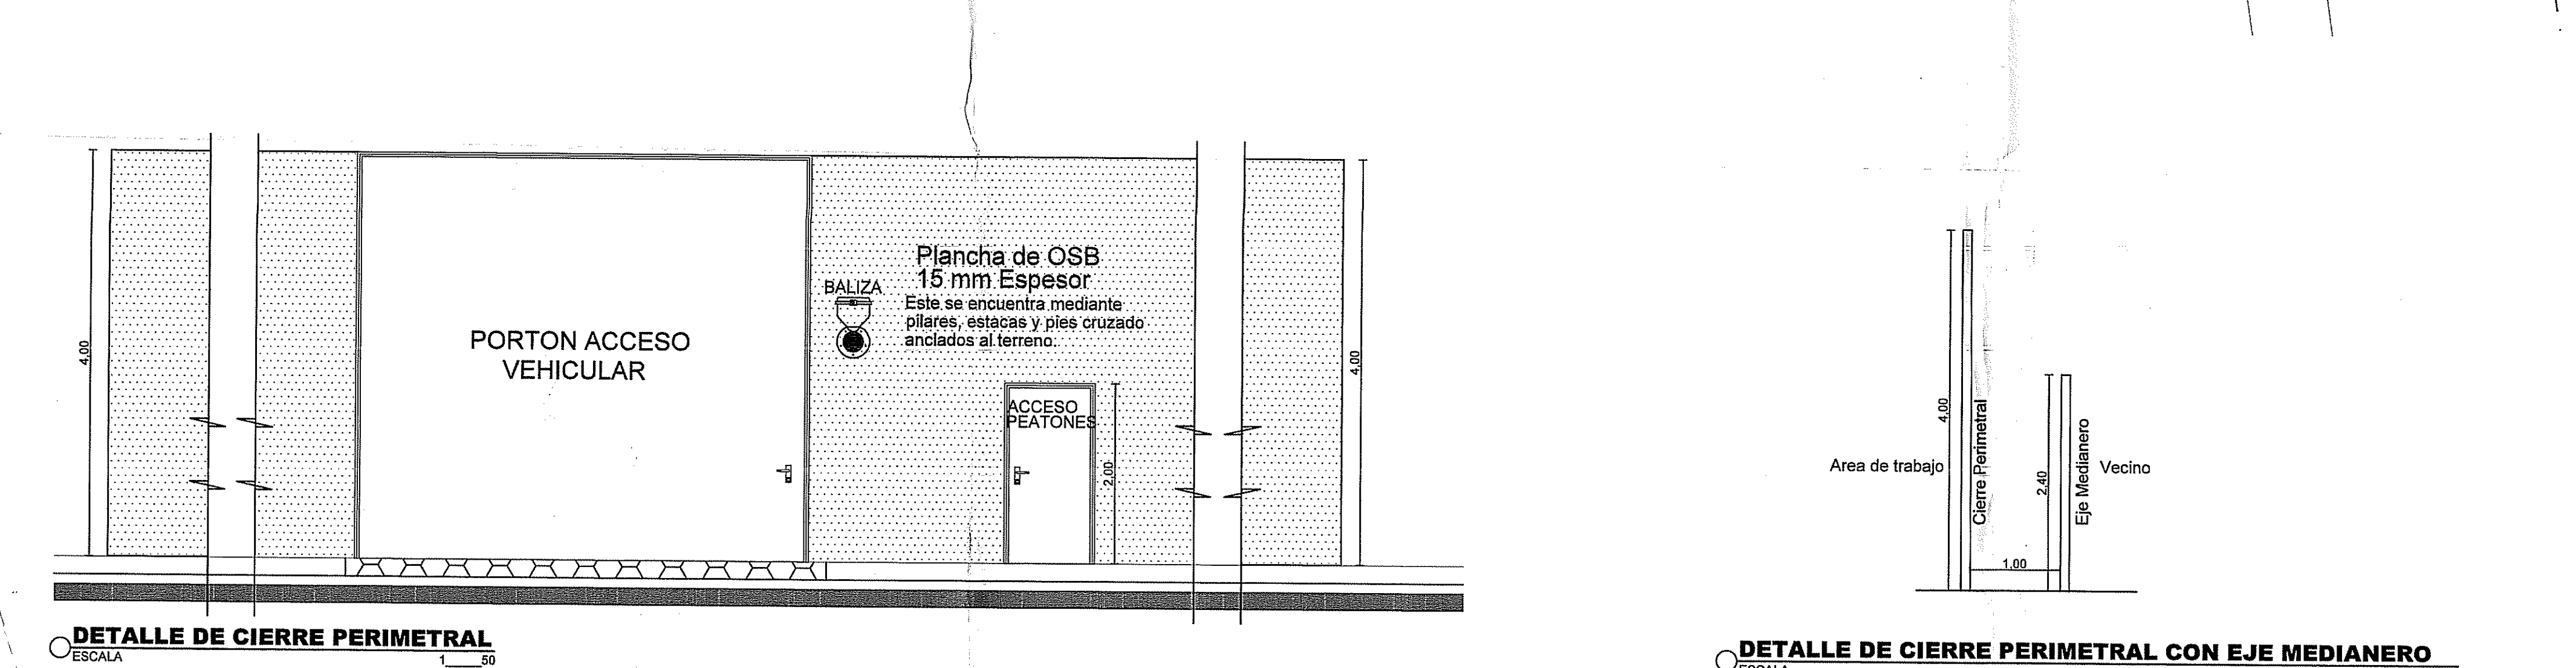 4,00
PORTON ACCESO
VEHICULAR
BALIZA
Plancha de OSB
15 mm Espesor
Este se encuentra mediante
pilares, estacas y pies cruzado
anclados al terreno.
ACCESO
PEATONES
2,00
4,00
DETALLE DE CIERRE PERIMETRAL
ESCALA 1 50
4,00
Cierre Perimetral
Area de trabajo
2,40
Eje Medianero
Vecino
1,00
DETALLE DE CIERRE PERIMETRAL CON EJE MEDIANERO
ESCALA